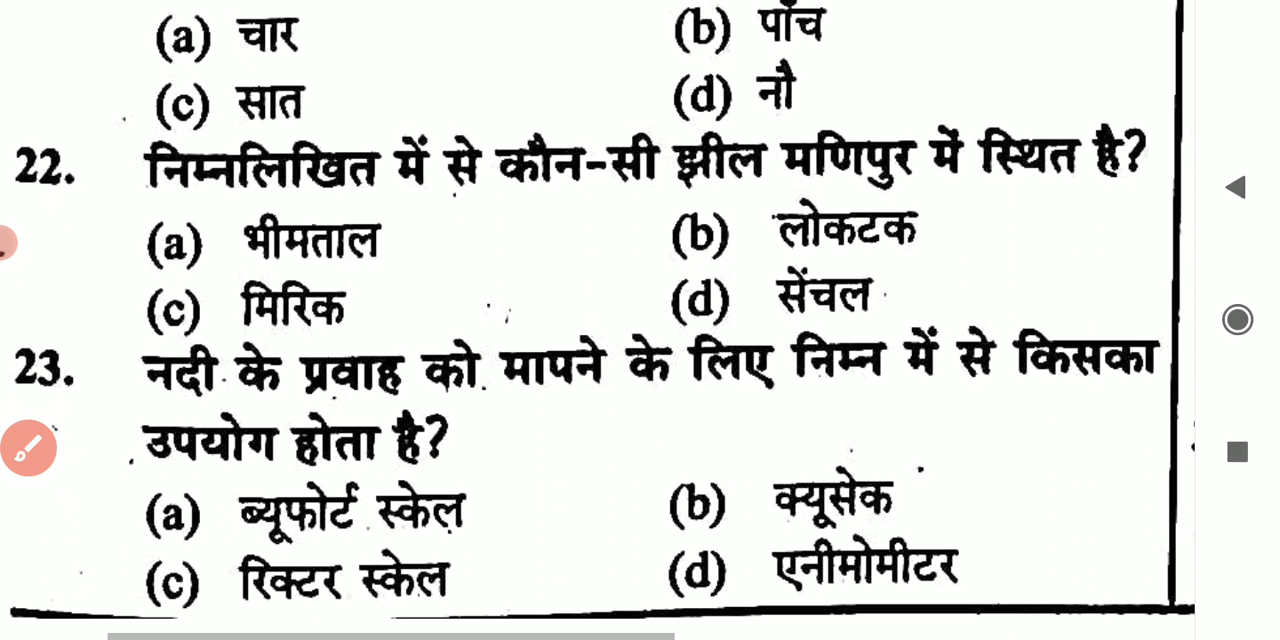 (a) चार (b) पाँच
(c) सात (d) नौ
22. निम्नलिखित में से कौन-सी झील मणिपुर में स्थित है?
(a) भीमताल (b) लोकटक
(c) मिरिक (d) सेंचल
23. नदी के प्रवाह को मापने के लिए निम्न में से किसका
उपयोग होता है?
(a) ब्यूफोर्ट स्केल (b) क्यूसेक
(c) रिक्टर स्केल (d) एनीमोमीटर